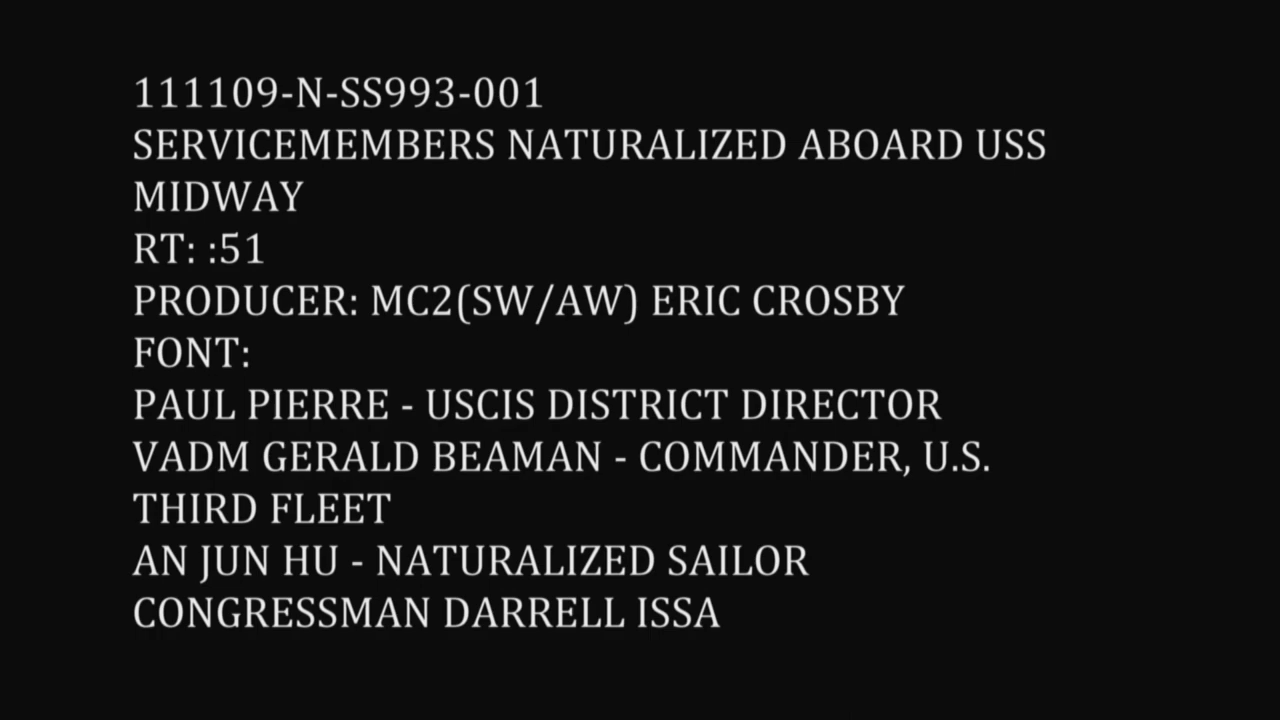 111109-N-SS993-001
SERVICEMEMBERS NATURALIZED ABOARD USS
MIDWAY
RT: :51
PRODUCER: MC2(SW/AW) ERIC CROSBY
FONT:
PAUL PIERRE - USCIS DISTRICT DIRECTOR
VADM GERALD BEAMAN - COMMANDER, U.S.
THIRD FLEET
AN JUN HU - NATURALIZED SAILOR
CONGRESSMAN DARRELL ISSA